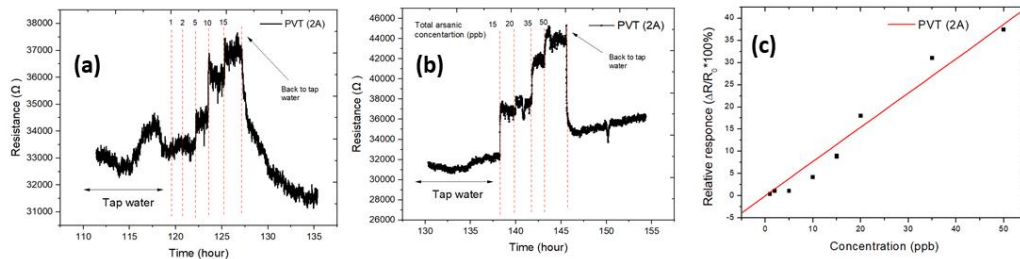 1 2 5 10 15
PVT (2A)
(a)
Back to tap
water
Tap water
Resistance (Ω)
38000
37000
36000
35000
34000
33000
32000
31000
110 115 120 125 130 135
Time (hour)
Total arsanic
concentartion (ppb)
15 20 35 50
PVT (2A)
(b)
*
Back to tap
water
Tap water
Resistance (Ω)
46000
44000
42000
40000
38000
36000
34000
32000
30000
28000
26000
130 135 140 145 150 155
Time (hour)
(c)
PVT (2A)
Relative responce (ΔR/R0*100%)
40
35
30
25
20
15
10
5
0
-5
0 10 20 30 40 50
Concentration (ppb)